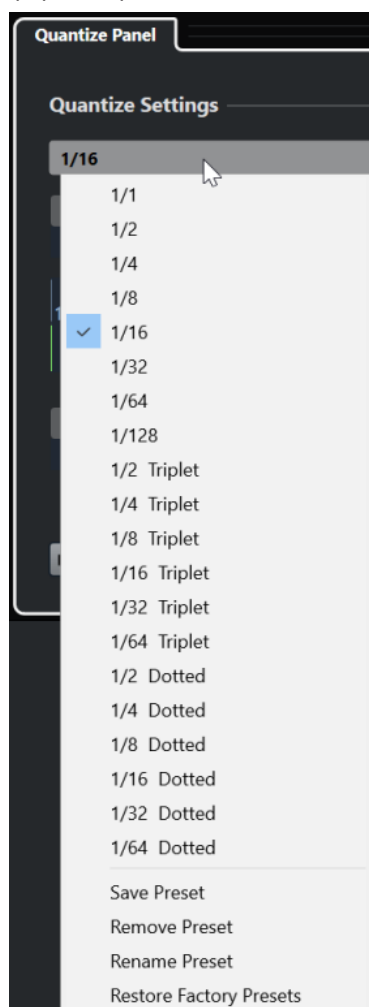 Quantize Panel
Quantize Settings
1/16
1/1
1/2
1/4
1/8
1/16
1/32
1/64
1/128
1/2 Triplet
1/4 Triplet
1/8 Triplet
1/16 Triplet
1/32 Triplet
1/64 Triplet
1/2 Dotted
1/4 Dotted
1/8 Dotted
1/16 Dotted
1/32 Dotted
1/64 Dotted
Save Preset
Remove Preset
Rename Preset
Restore Factory Presets